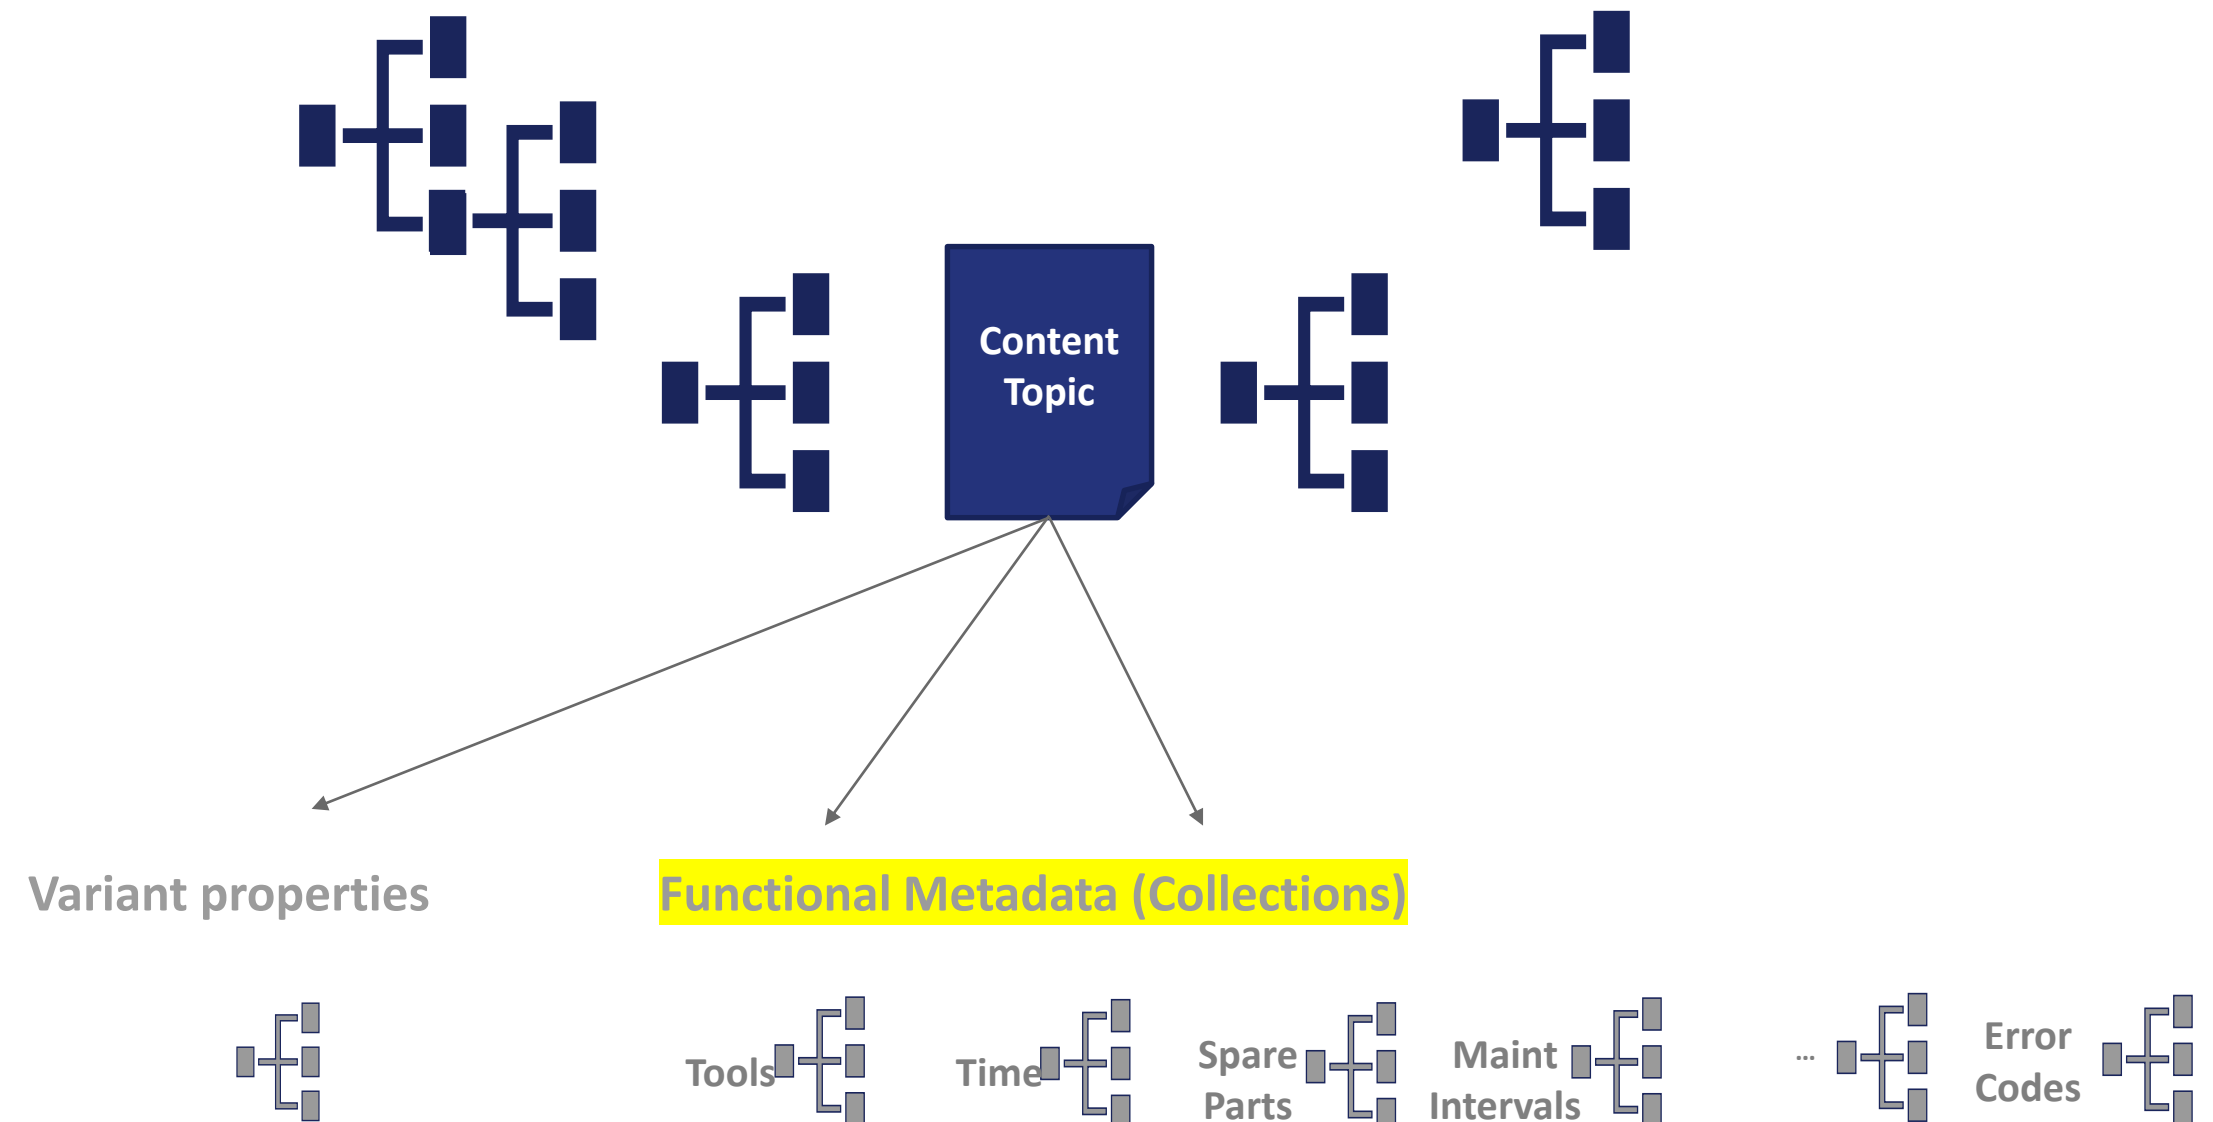 Content
Topic
Variant properties
Functional Metadata (Collections)
Tools
Time
Spare
Parts
Maint
Intervals
...
Error
Codes